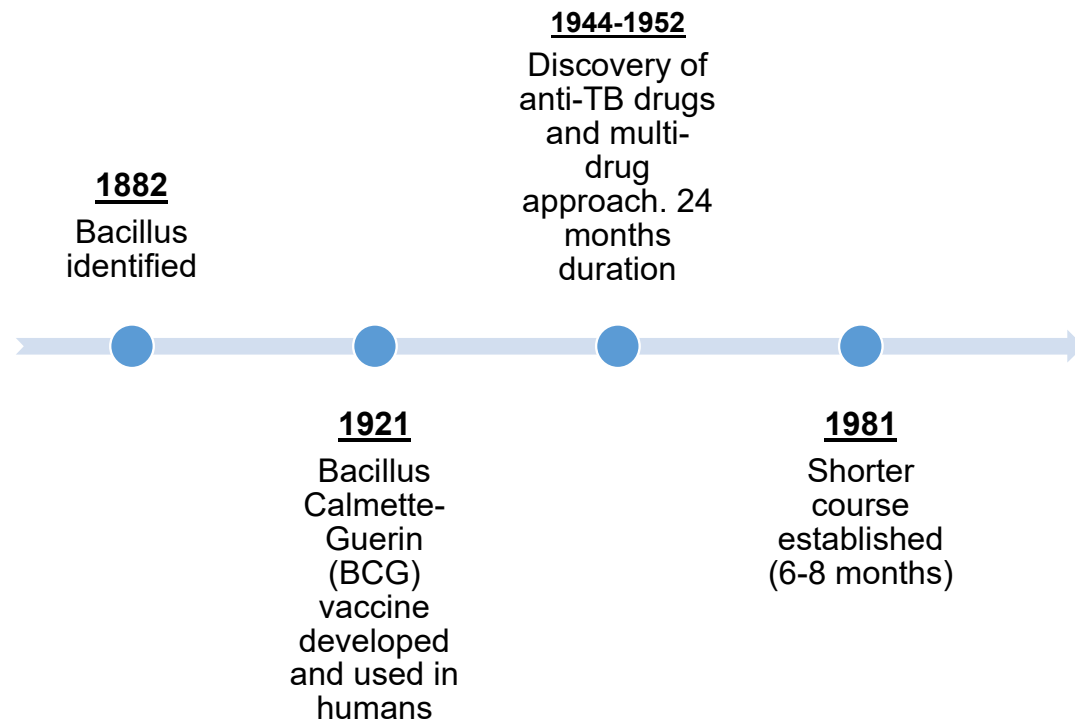 1882
Bacillus
identified
1921
Bacillus
Calmette-
Guerin
(BCG)
vaccine
developed
and used in
humans
1944-1952
Discovery of
anti-TB drugs
and multi-
drug
approach. 24
months
duration
1981
Shorter
course
established
(6-8 months)